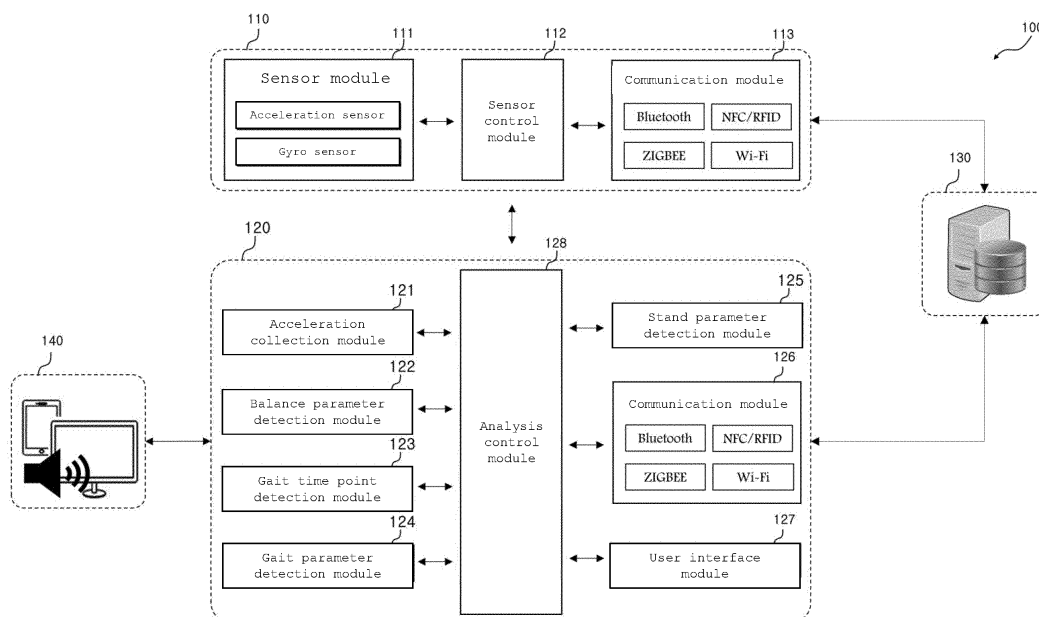 110
111
112
113
100
Sensor module
Acceleration sensor
Gyro sensor
Sensor
control
module
Communication module
Bluetooth
NFC/RFID
ZIGBEE
Wi-Fi
130
120
128
121
Acceleration
collection module
122
Balance parameter
detection module
123
Gait time point
detection module
124
Gait parameter
detection module
Analysis
control
module
125
Stand parameter
detection module
126
Communication module
Bluetooth
NFC/RFID
ZIGBEE
Wi-Fi
127
User interface
module
140